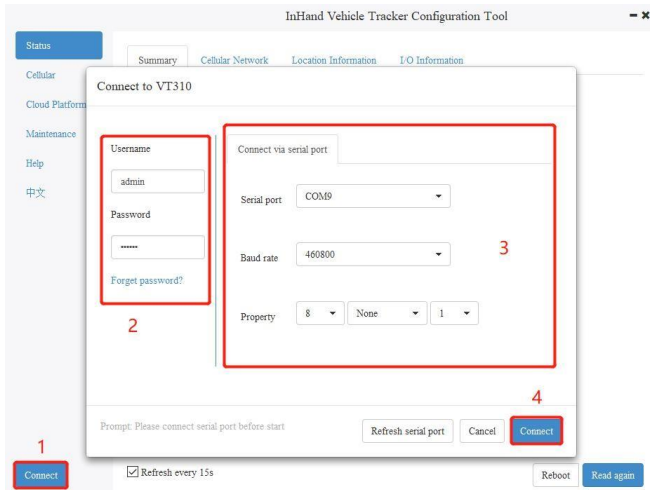 InHand Vehicle Tracker Configuration Tool
Status
Summary Cellular Network Location Information I/O Information
Cellular
Cloud Platform
Maintenance
Help
中文
Connect to VT310
Username
admin
Password
••••••
Forget password?
2
Connect via serial port
Serial port COM9
Baud rate 460800
3
Property 8 None 1
4
Prompt: Please connect serial port before start
Refresh serial port Cancel Connect
1
Connect
Refresh every 15s
Reboot Read again